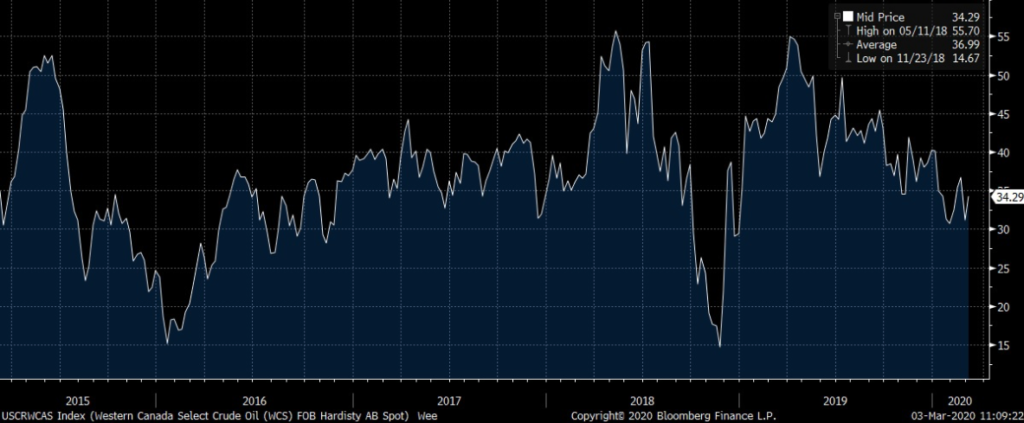 Mid Price 34.29
High on 05/11/18 55.70
Average 36.99
Low on 11/23/18 14.67
55
50
45
40
35
34.29
30
25
20
15
2015 2016 2017 2018 2019 2020
USCRWCAS Index (Western Canada Select Crude Oil (WCS) FOB Hardisty AB Spot) Wee Copyright© 2020 Bloomberg Finance L.P. 03-Mar-2020 11:09:22